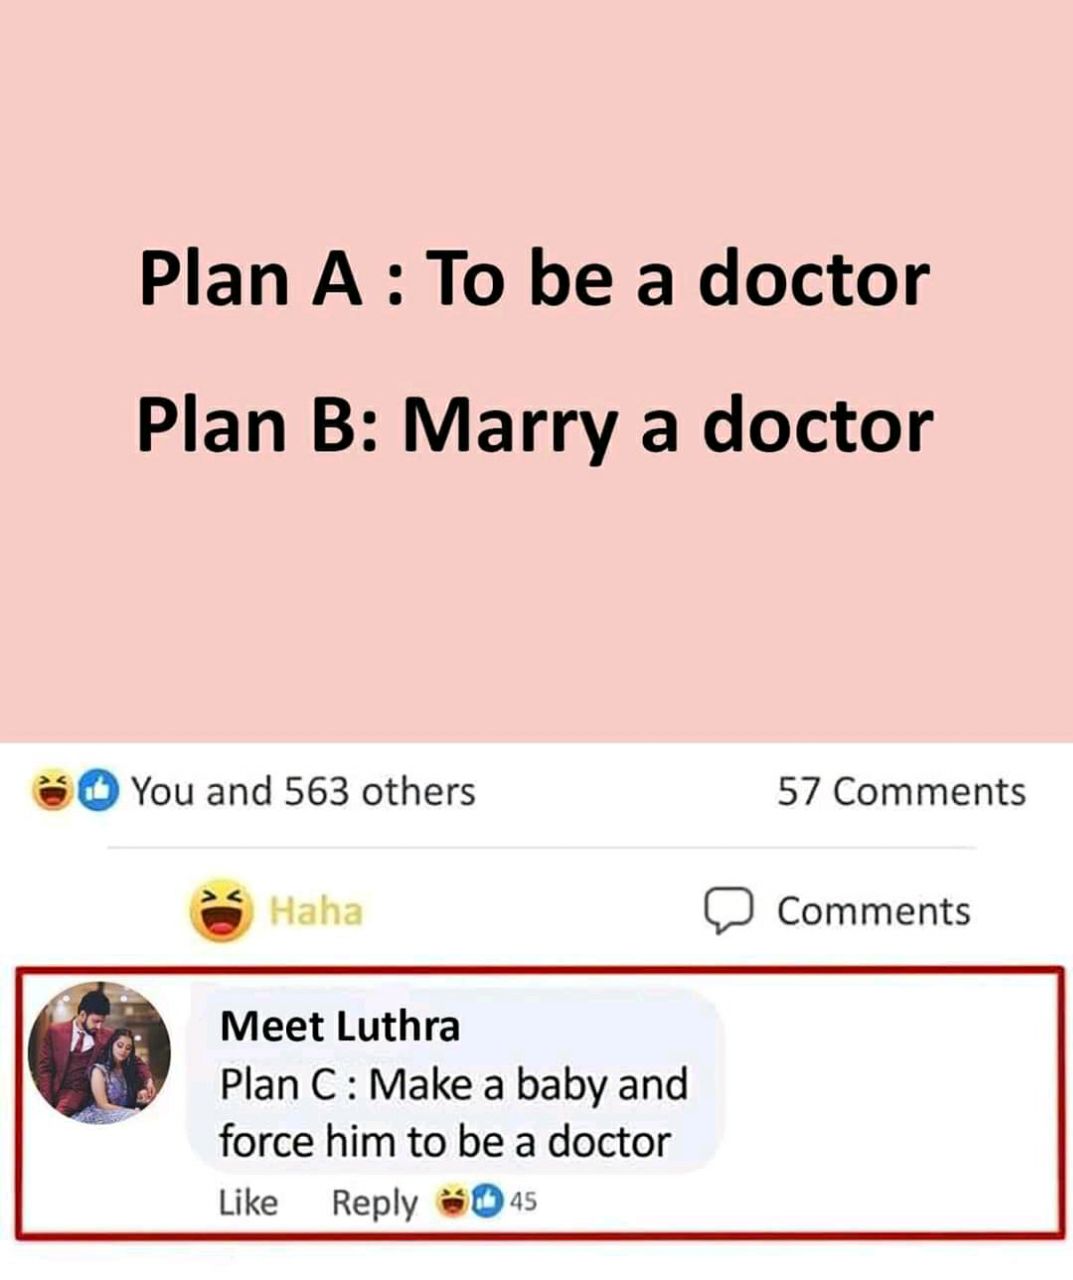 Plan A : To be a doctor
Plan B: Marry a doctor
You and 563 others
57 Comments
Haha
Comments
Meet Luthra
Plan C : Make a baby and
force him to be a doctor
Like Reply 45